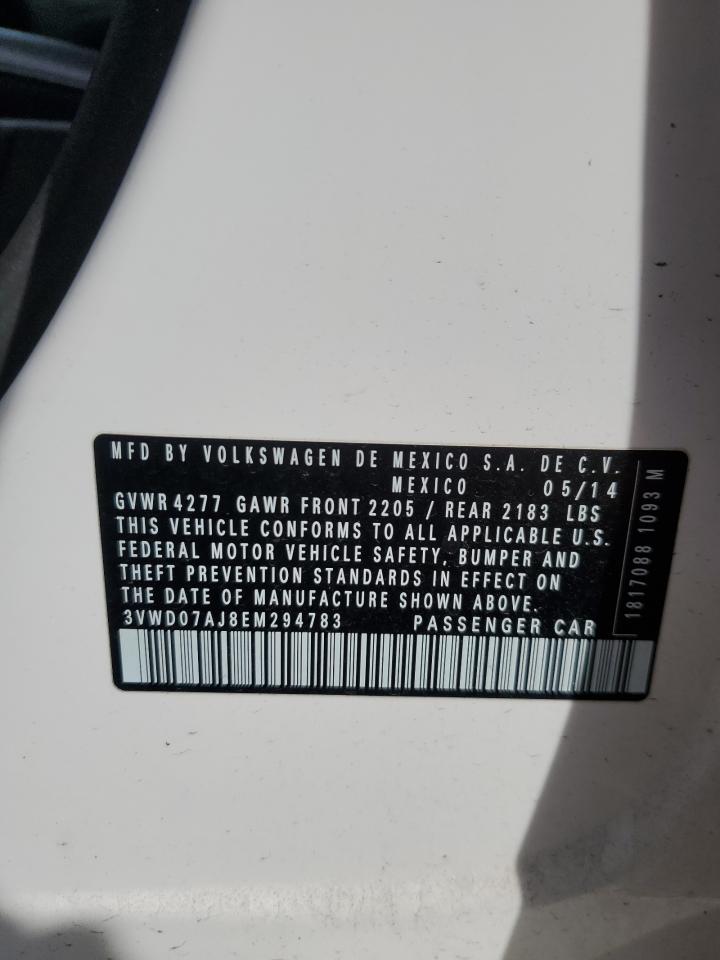 MFD BY VOLKSWAGEN DE MEXICO S.A. DE C.V.
MEXICO 05/14
GVWR 4277 GAWR FRONT 2205 / REAR 2183 LBS
THIS VEHICLE CONFORMS TO ALL APPLICABLE U.S.
FEDERAL MOTOR VEHICLE SAFETY, BUMPER AND
THEFT PREVENTION STANDARDS IN EFFECT ON
THE DATE OF MANUFACTURE SHOWN ABOVE.
3VWD07AJ8EM294783 PASSENGER CAR
1817088 1093 M